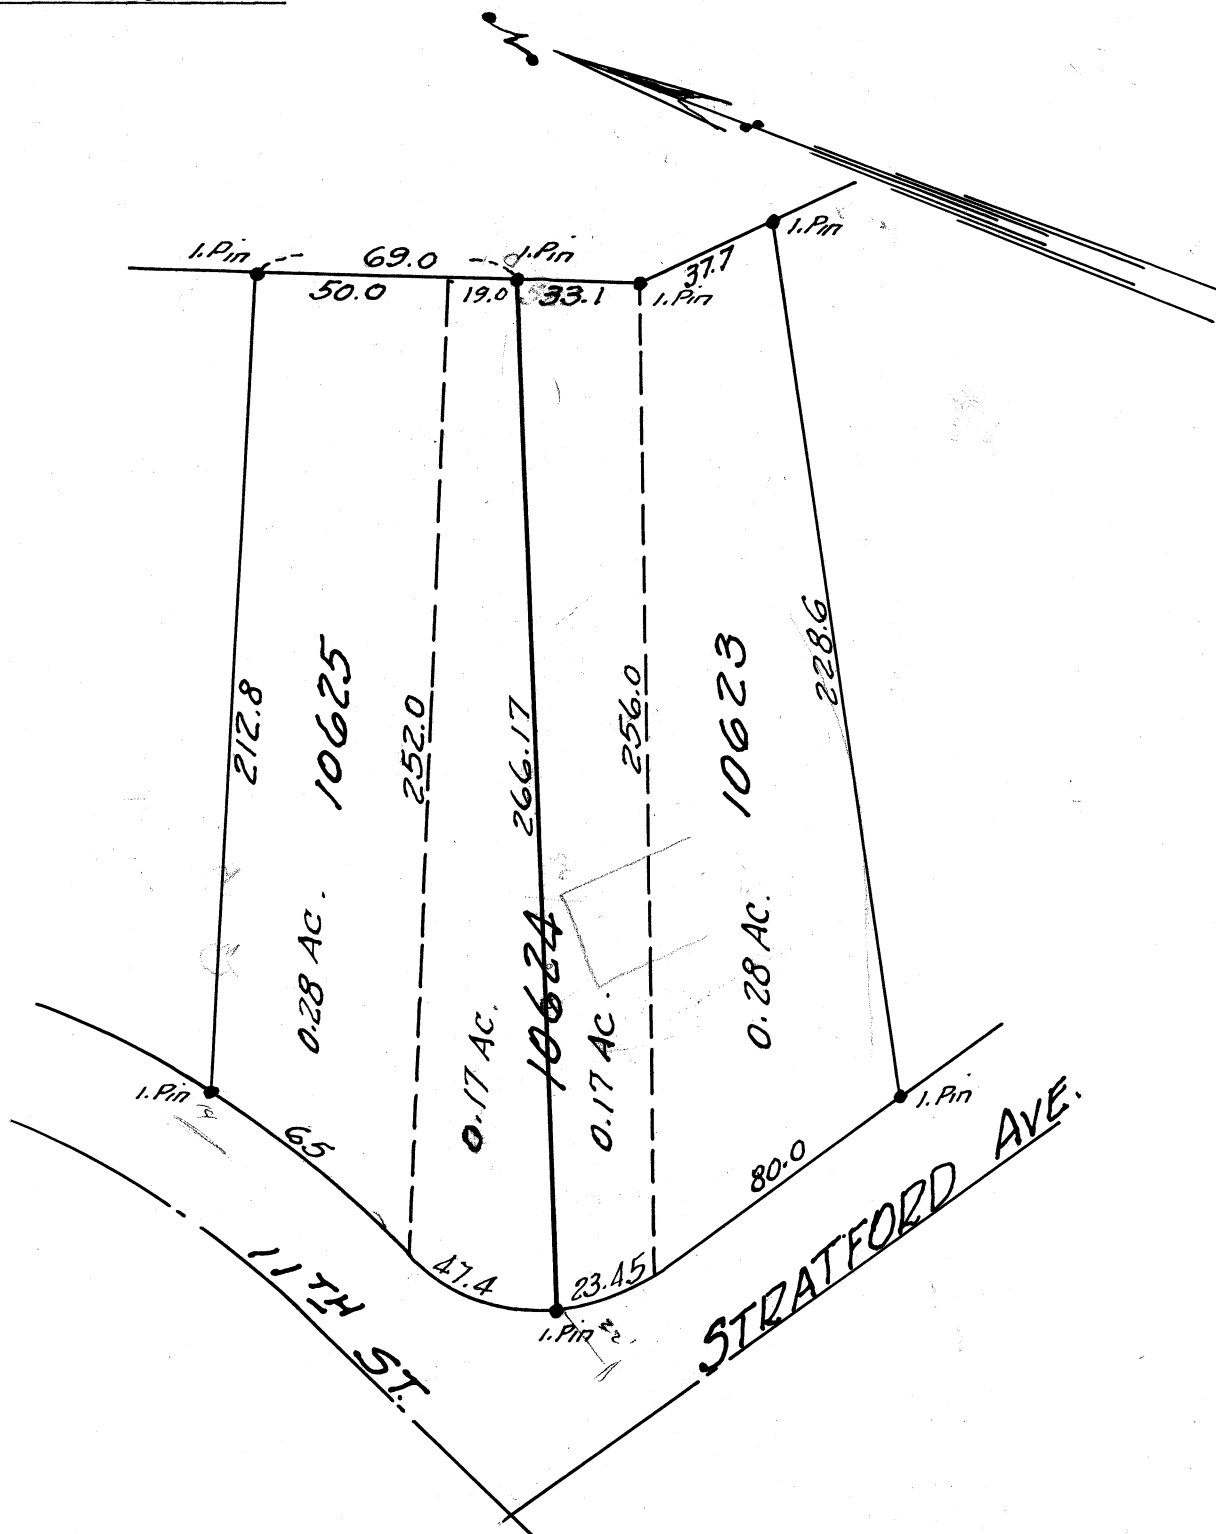 N
I.Pin
69.0
I.Pin
I.Pin
50.0
19.0
33.1
I.Pin
37.7
212.8
10625
252.0
266.17
256.0
10623
228.6
0.28 AC.
0.17 AC.
10624
0.17 AC.
0.28 AC.
I.Pin
65
47.4
23.45
80.0
I.Pin
I.Pin
11TH ST.
STRATFORD AVE.